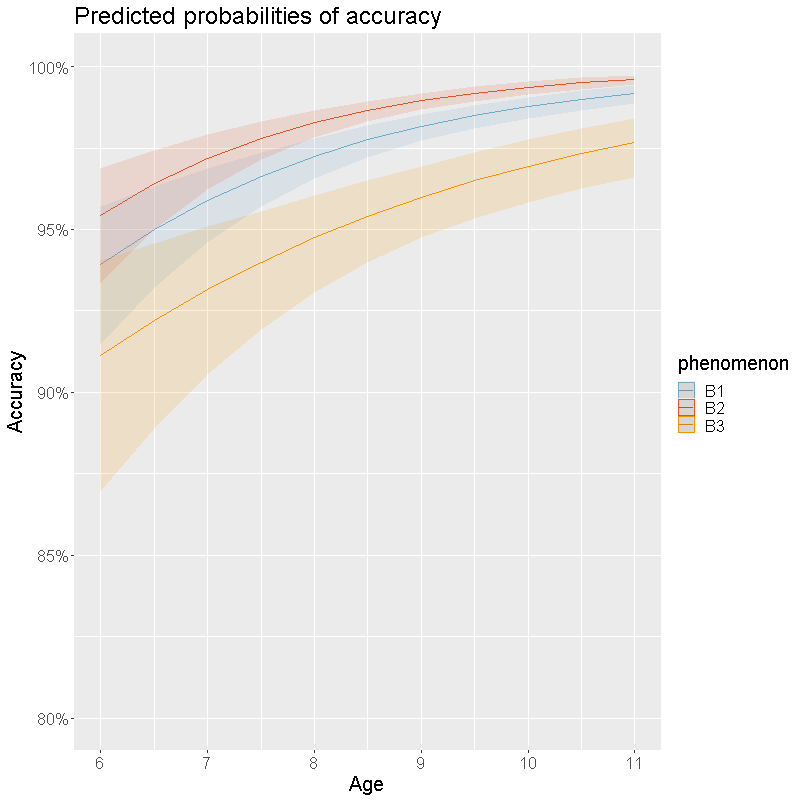 Predicted probabilities of accuracy
100%
95%
90%
85%
80%
Accuracy
6 7 8 9 10 11
Age
phenomenon
B1
B2
B3